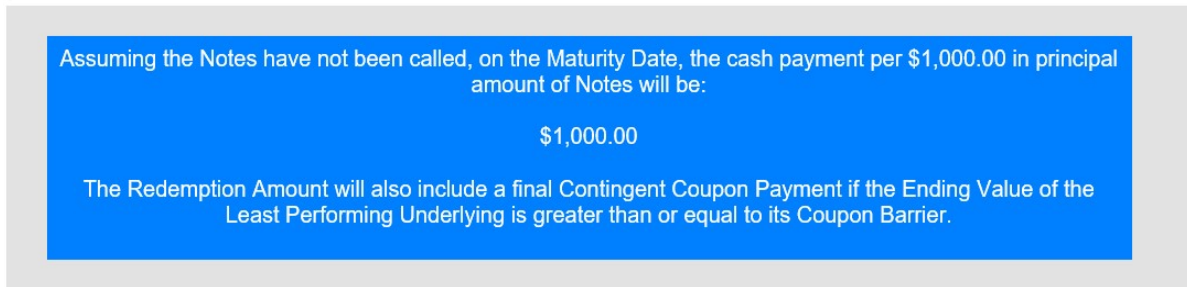 Assuming the Notes have not been called, on the Maturity Date, the cash payment per $1,000.00 in principal
amount of Notes will be:
$1,000.00
The Redemption Amount will also include a final Contingent Coupon Payment if the Ending Value of the
Least Performing Underlying is greater than or equal to its Coupon Barrier.